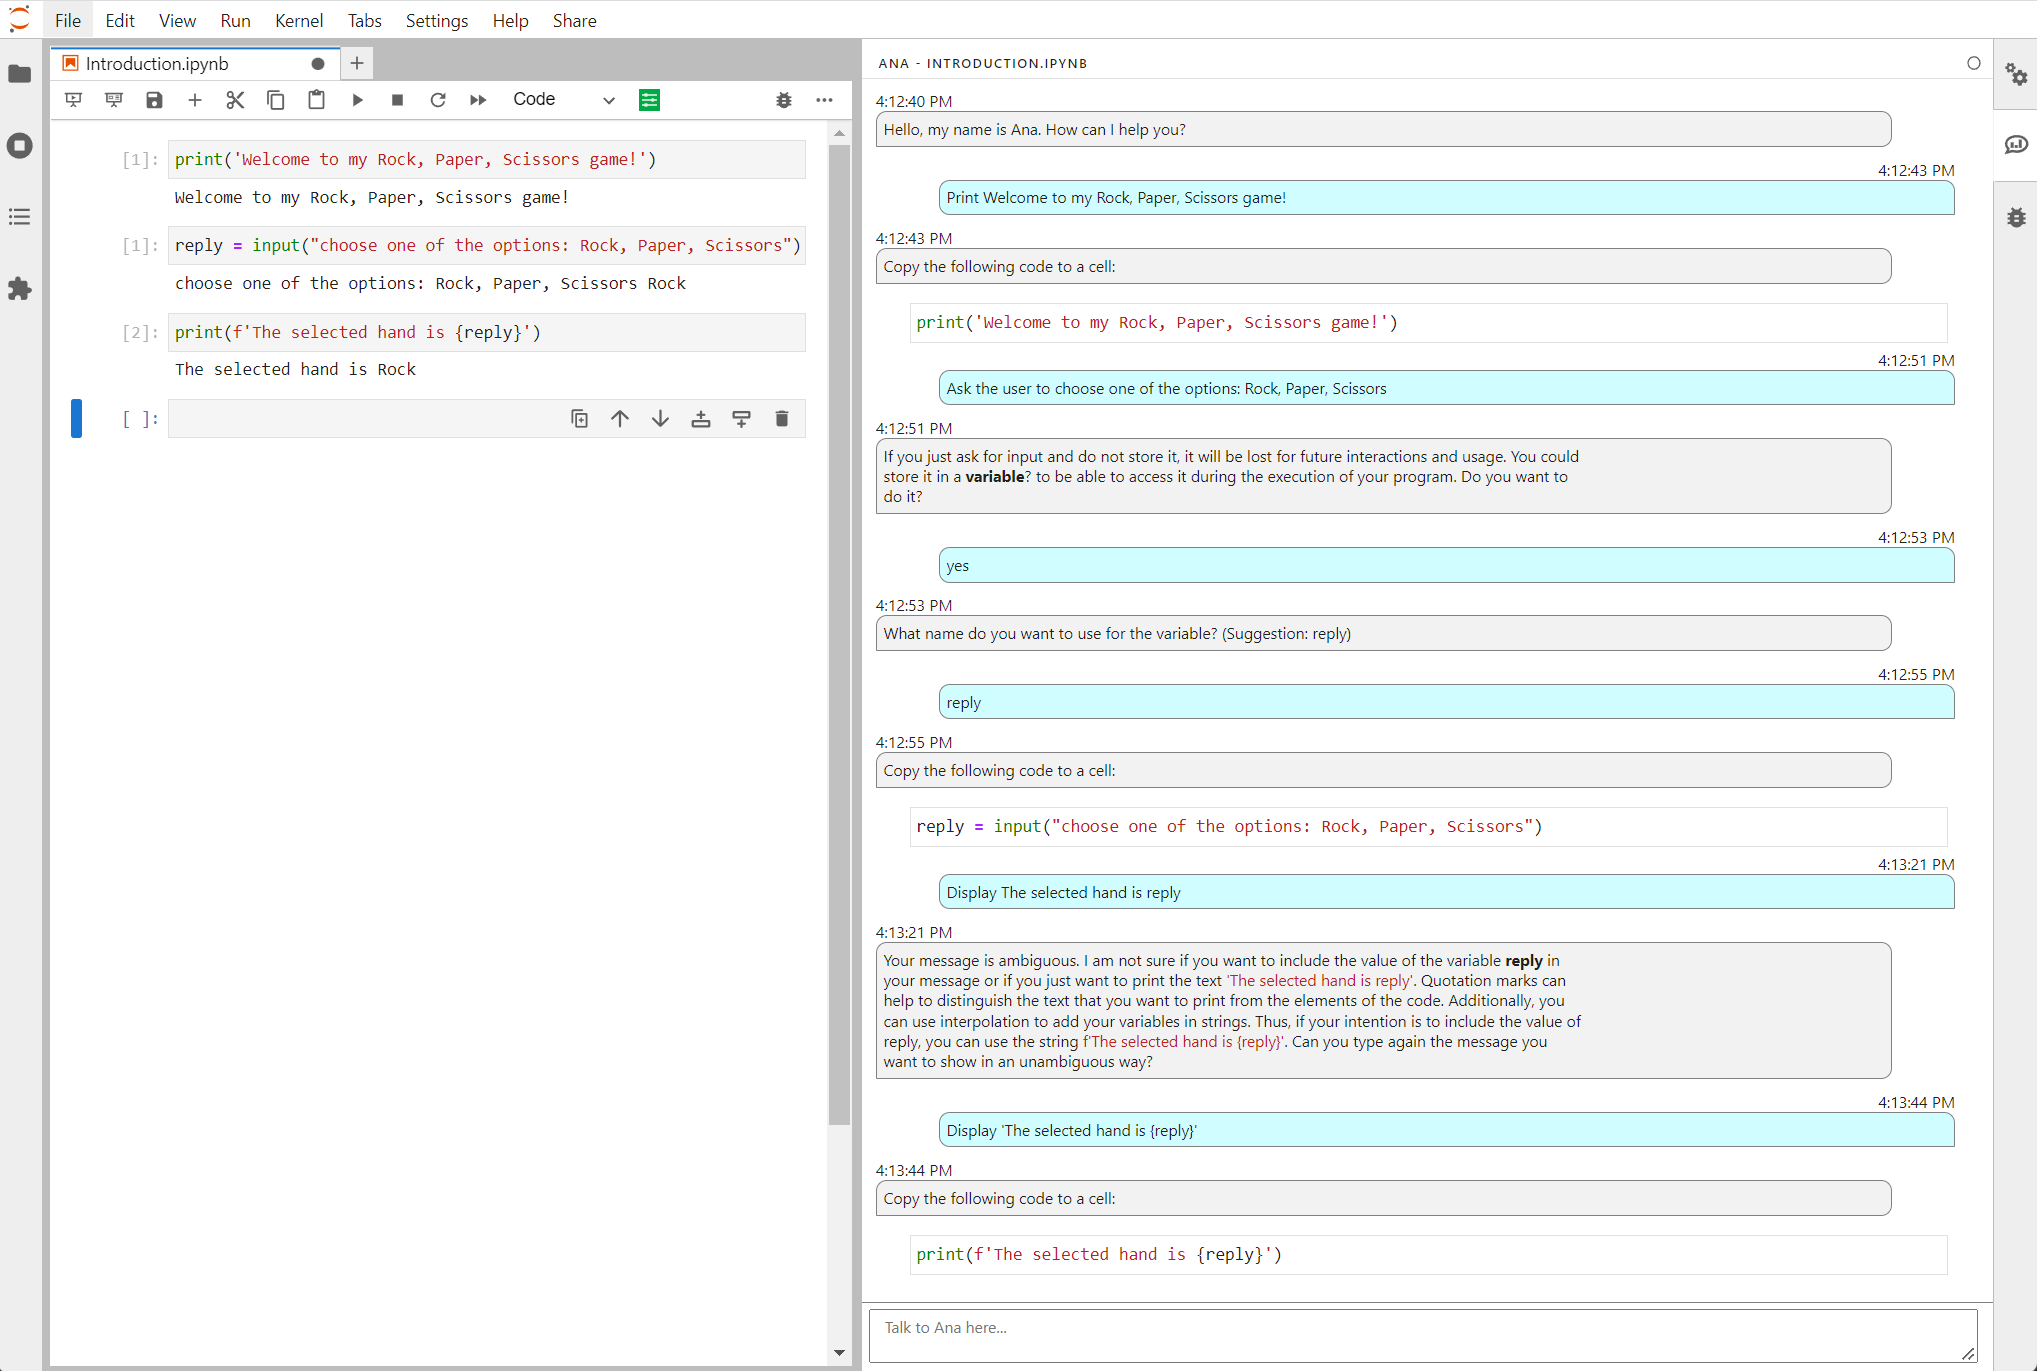 File Edit View Run Kernel Tabs Settings Help Share
Introduction.ipynb
Code
[1]: print('Welcome to my Rock, Paper, Scissors game!')
Welcome to my Rock, Paper, Scissors game!
[1]: reply = input("choose one of the options: Rock, Paper, Scissors")
choose one of the options: Rock, Paper, Scissors Rock
[2]: print(f'The selected hand is {reply}')
The selected hand is Rock
[ ]:
ANA - INTRODUCTION.IPYNB
4:12:40 PM
Hello, my name is Ana. How can I help you?
4:12:43 PM
Print Welcome to my Rock, Paper, Scissors game!
4:12:43 PM
Copy the following code to a cell:
print('Welcome to my Rock, Paper, Scissors game!')
4:12:51 PM
Ask the user to choose one of the options: Rock, Paper, Scissors
4:12:51 PM
If you just ask for input and do not store it, it will be lost for future interactions and usage. You could
store it in a variable? to be able to access it during the execution of your program. Do you want to
do it?
4:12:53 PM
yes
4:12:53 PM
What name do you want to use for the variable? (Suggestion: reply)
4:12:55 PM
reply
4:12:55 PM
Copy the following code to a cell:
reply = input("choose one of the options: Rock, Paper, Scissors")
4:13:21 PM
Display The selected hand is reply
4:13:21 PM
Your message is ambiguous. I am not sure if you want to include the value of the variable reply in
your message or if you just want to print the text 'The selected hand is reply'. Quotation marks can
help to distinguish the text that you want to print from the elements of the code. Additionally, you
can use interpolation to add your variables in strings. Thus, if your intention is to include the value of
reply, you can use the string f'The selected hand is {reply}'. Can you type again the message you
want to show in an unambiguous way?
4:13:44 PM
Display 'The selected hand is {reply}'
4:13:44 PM
Copy the following code to a cell:
print(f'The selected hand is {reply}')
Talk to Ana here...